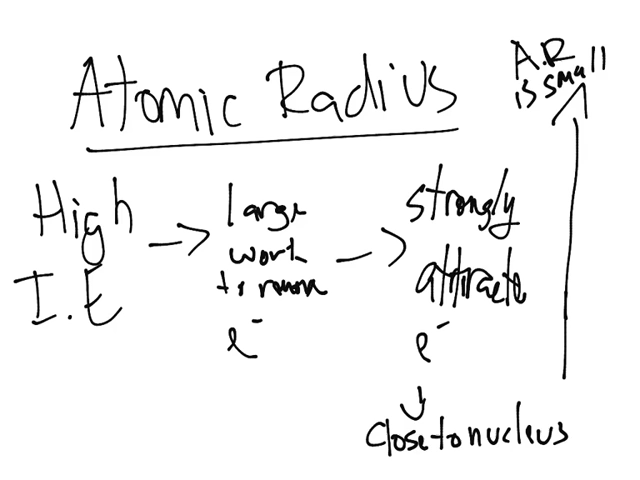 Atomic Radius
A.R
is small
High
I.E
large
work
to remove
e⁻
strongly
attracts
e⁻
close to nucleus